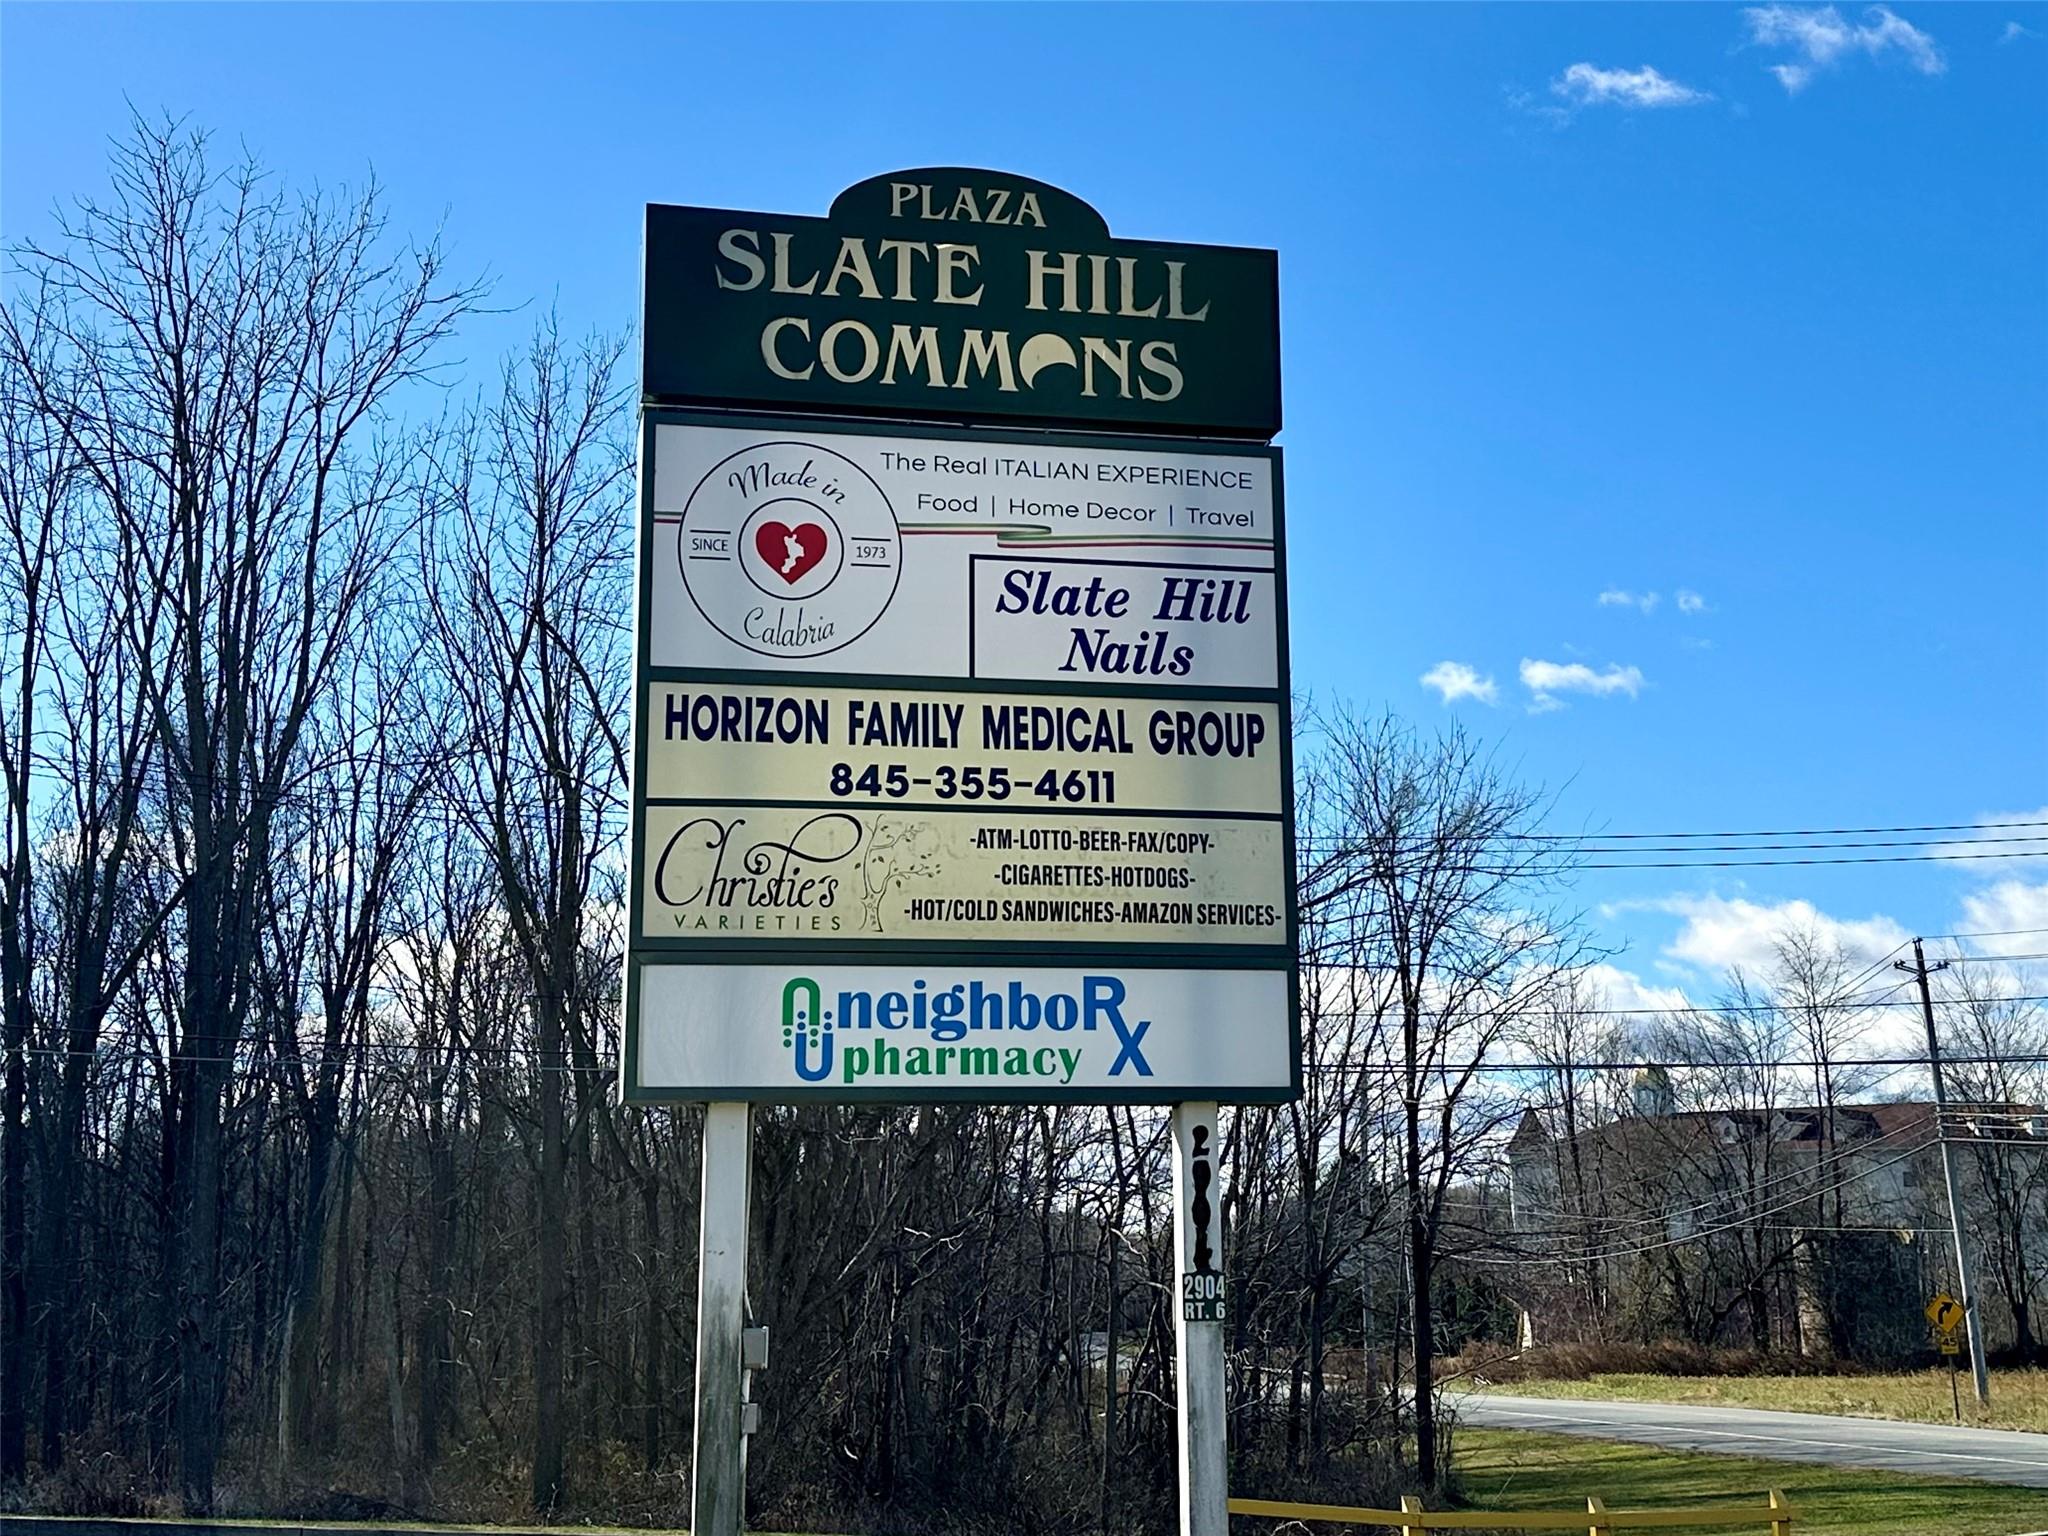 PLAZA
SLATE HILL
COMMONS
Made in
SINCE 1973
Calabria
The Real ITALIAN EXPERIENCE
Food | Home Decor | Travel
Slate Hill
Nails
HORIZON FAMILY MEDICAL GROUP
845-355-4611
Christie's
VARIETIES
-ATM-LOTTO-BEER-FAX/COPY-
-CIGARETTES-HOTDOGS-
-HOT/COLD SANDWICHES-AMAZON SERVICES-
neighboRx
pharmacy
2904
2904
RT. 6
45